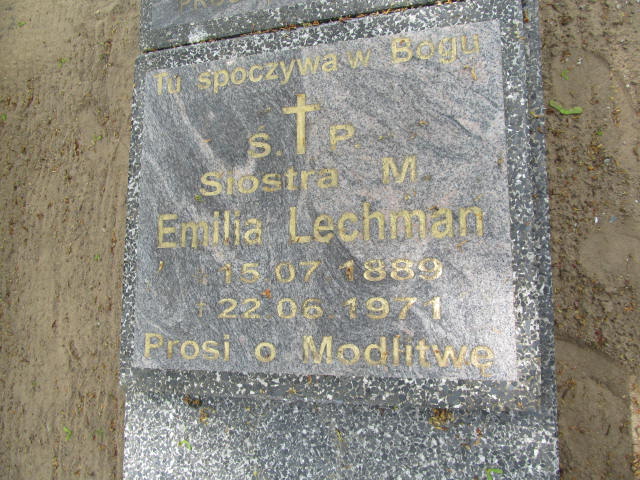 Tu spoczywa w Bogu
Ś. P.
Siostra M.
Emilia Lechman
* 15.07 1889
† 22.06.1971
Prosi o Modlitwę